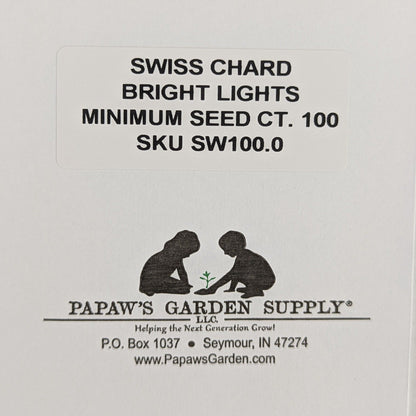 SWISS CHARD
BRIGHT LIGHTS
MINIMUM SEED CT. 100
SKU SW100.0
PAPAW'S GARDEN SUPPLY®
LLC.
Helping the Next Generation Grow!
P.O. Box 1037 ● Seymour, IN 47274
www.PapawsGarden.com